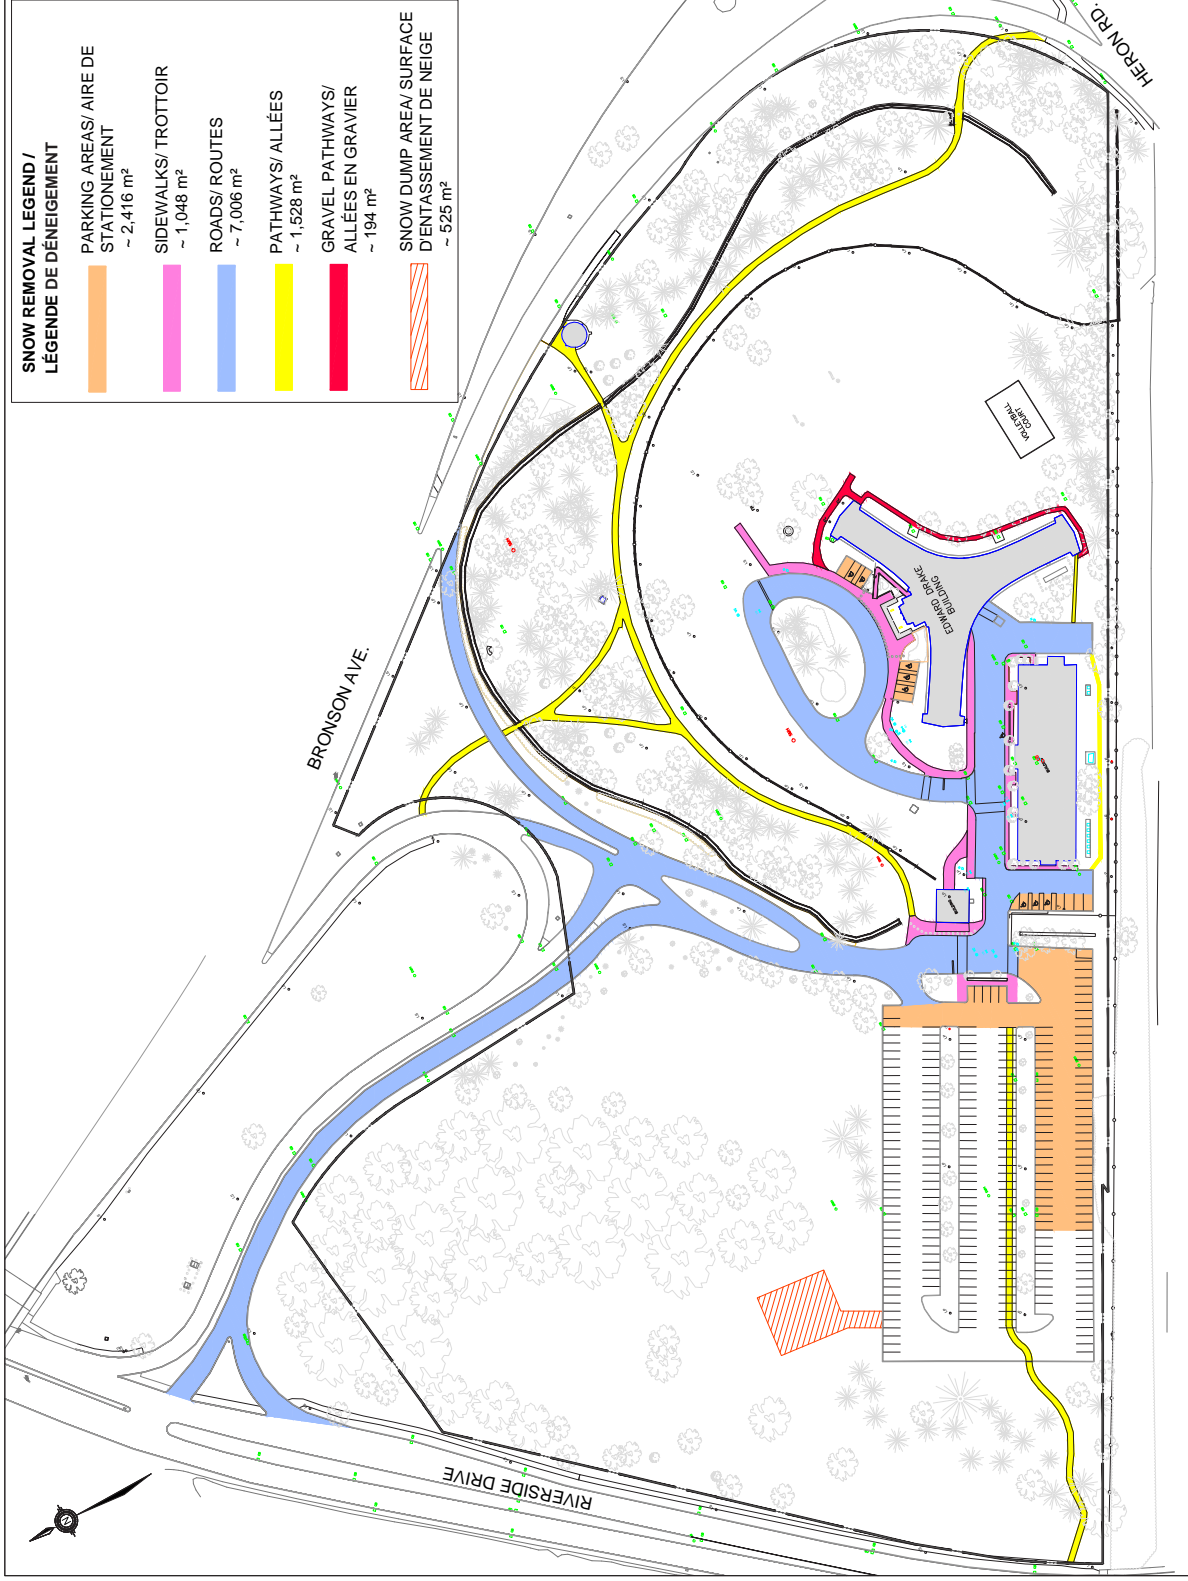 SNOW REMOVAL LEGEND /
LÉGENDE DE DÉNEIGEMENT
PARKING AREAS/ AIRE DE
STATIONEMENT
~ 2,416 m²
SIDEWALKS/ TROTTOIR
~ 1,048 m²
ROADS/ ROUTES
~ 7,006 m²
PATHWAYS/ ALLÉES
~ 1,528 m²
GRAVEL PATHWAYS/
ALLÉES EN GRAVIER
~ 194 m²
SNOW DUMP AREA/ SURFACE
D'ENTASSEMENT DE NEIGE
~ 525 m²
HERON RD.
BRONSON AVE.
VOLLEYBALL
COURT
EDWARD DRAKE
BUILDING
RIVERSIDE DRIVE
N